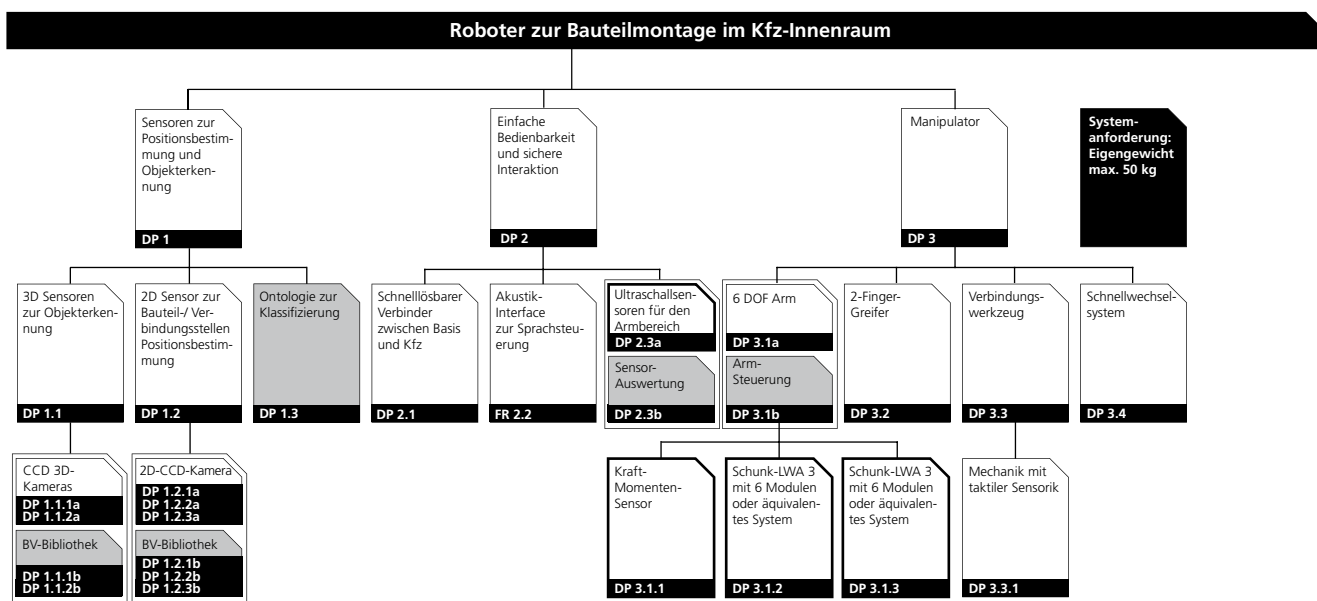 Roboter zur Bauteilmontage im Kfz-Innenraum
Sensoren zur
Positionsbestim-
mung und
Objekterken-
nung
DP 1
Einfache
Bedienbarkeit
und sichere
Interaktion
DP 2
Manipulator
DP 3
System-
anforderung:
Eigengewicht
max. 50 kg
3D Sensoren
zur Objekterken-
nung
DP 1.1
2D Sensor zur
Bauteil-/ Ver-
bindungsstellen
Positionsbestim-
mung
DP 1.2
Ontologie zur
Klassifizierung
DP 1.3
Schnelllösbarer
Verbinder
zwischen Basis
und Kfz
DP 2.1
Akustik-
Interface
zur Sprachsteu-
erung
FR 2.2
Ultraschallsen-
soren für den
Armbereich
DP 2.3a
Sensor-
Auswertung
DP 2.3b
6 DOF Arm
DP 3.1a
Arm-
Steuerung
DP 3.1b
2-Finger-
Greifer
DP 3.2
Verbindungs-
werkzeug
DP 3.3
Schnellwechsel-
system
DP 3.4
CCD 3D-
Kameras
DP 1.1.1a
DP 1.1.2a
BV-Bibliothek
DP 1.1.1b
DP 1.1.2b
2D-CCD-Kamera
DP 1.2.1a
DP 1.2.2a
DP 1.2.3a
BV-Bibliothek
DP 1.2.1b
DP 1.2.2b
DP 1.2.3b
Kraft-
Momenten-
Sensor
DP 3.1.1
Schunk-LWA 3
mit 6 Modulen
oder äquivalen-
tes System
DP 3.1.2
Schunk-LWA 3
mit 6 Modulen
oder äquivalen-
tes System
DP 3.1.3
Mechanik mit
taktiler Sensorik
DP 3.3.1